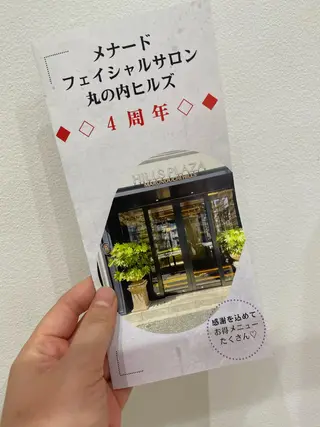 メナード
フェイシャルサロン
丸の内ヒルズ
4周年
HILLS PLAZA
MARUNOUCHI HILLS
感謝を込めて
お得メニュー
たくさん♡